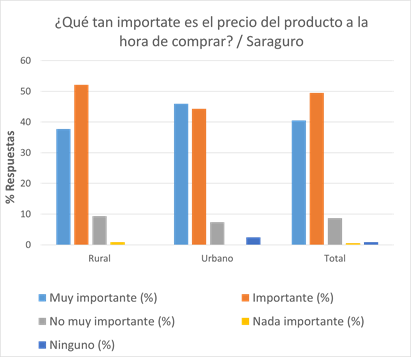 ¿Qué tan importate es el precio del producto a la
hora de comprar? / Saraguro
% Respuestas
60
50
40
30
20
10
0
Rural
Urbano
Total
Muy importante (%)
Importante (%)
No muy importante (%)
Nada importante (%)
Ninguno (%)